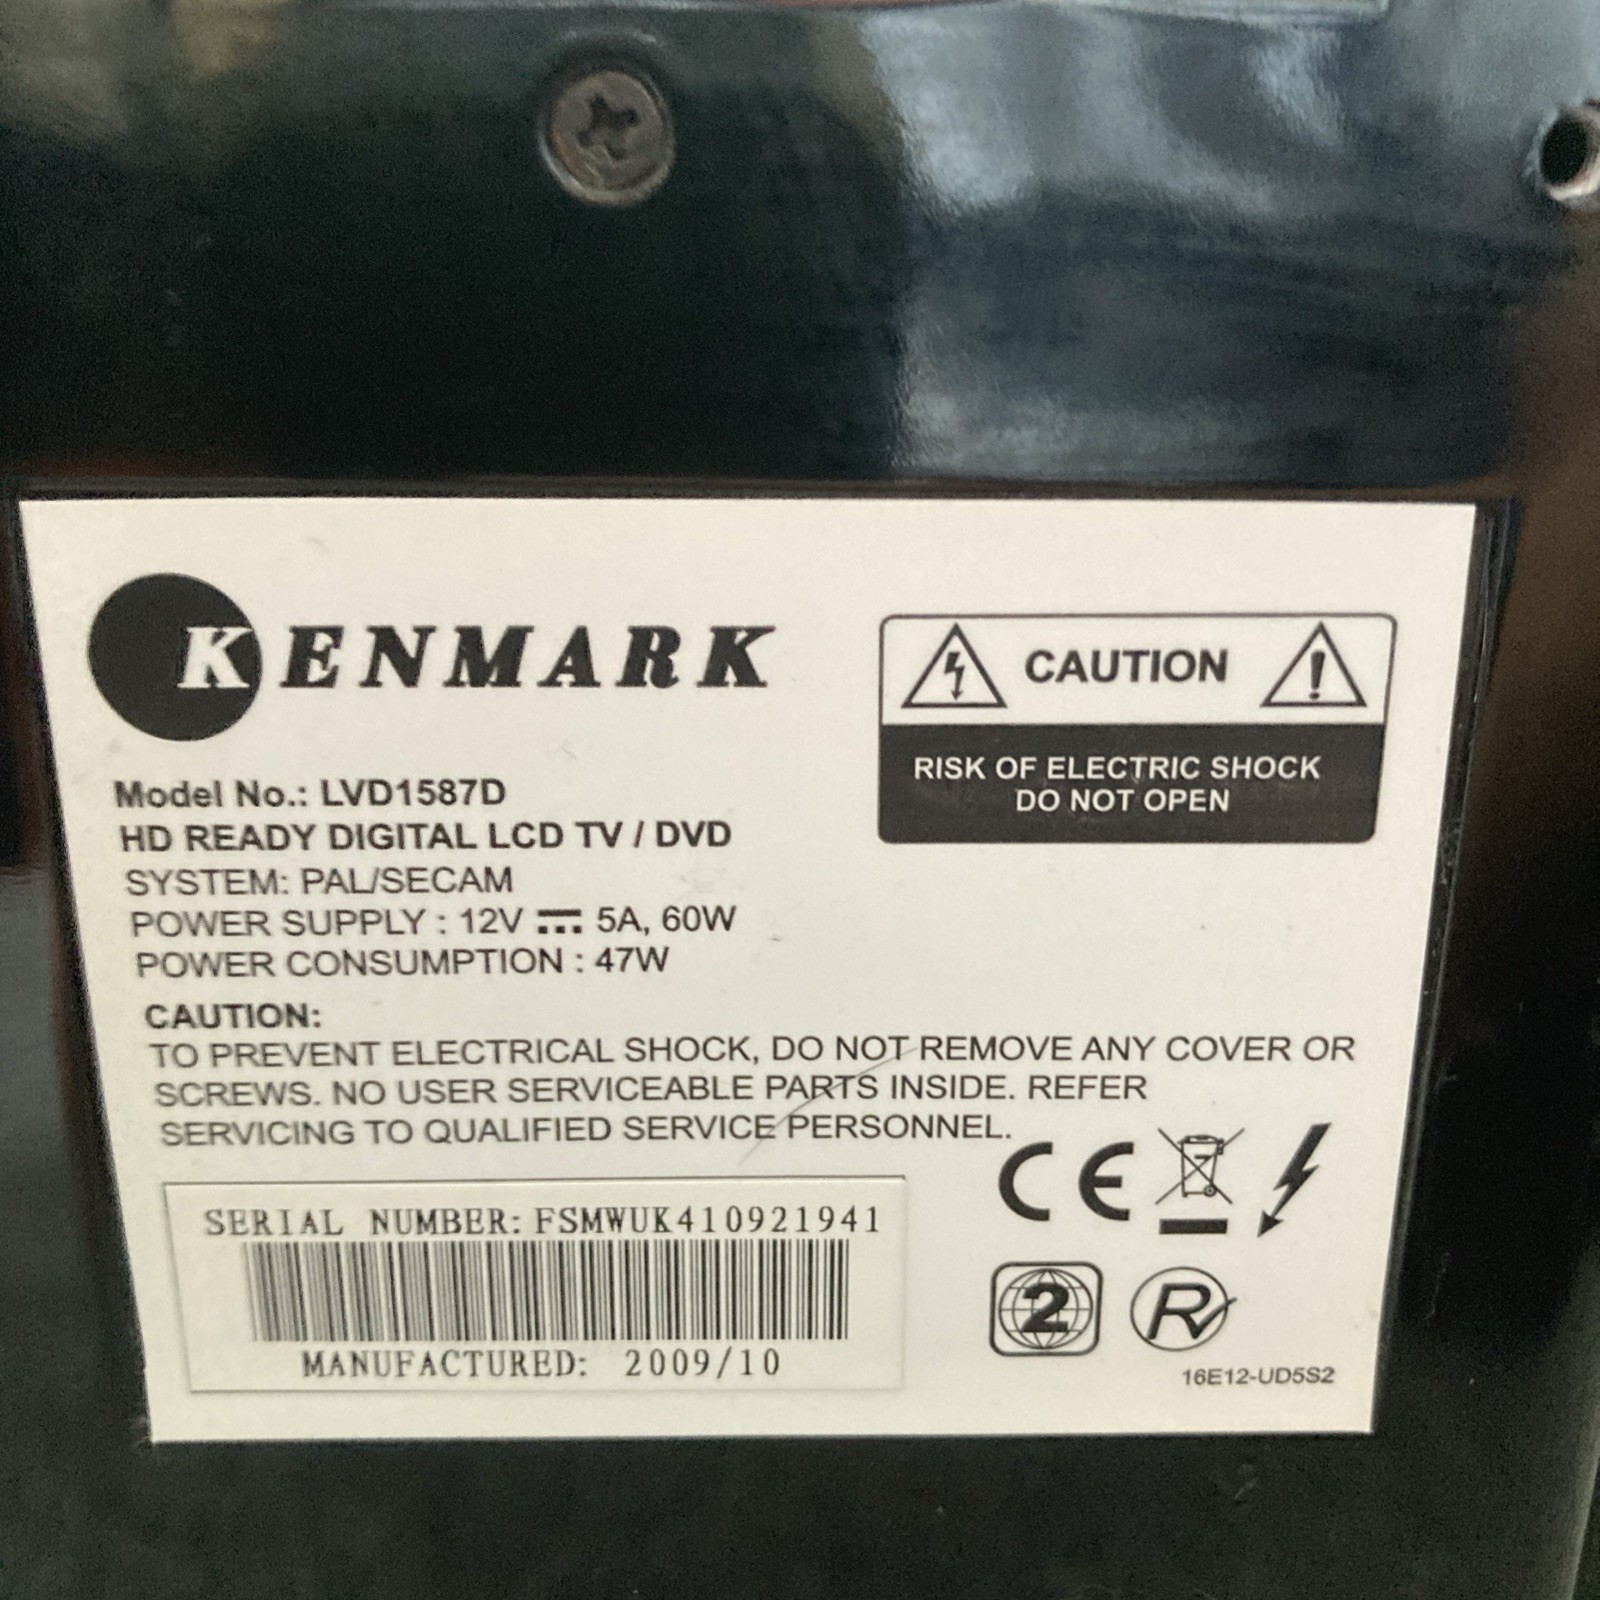 KENMARK
CAUTION
RISK OF ELECTRIC SHOCK
DO NOT OPEN
Model No.: LVD1587D
HD READY DIGITAL LCD TV / DVD
SYSTEM: PAL/SECAM
POWER SUPPLY : 12V ⎓ 5A, 60W
POWER CONSUMPTION : 47W
CAUTION:
TO PREVENT ELECTRICAL SHOCK, DO NOT REMOVE ANY COVER OR
SCREWS. NO USER SERVICEABLE PARTS INSIDE. REFER
SERVICING TO QUALIFIED SERVICE PERSONNEL.
CE
SERIAL NUMBER: FSMWUK410921941
MANUFACTURED: 2009/10
2
R
16E12-UD5S2